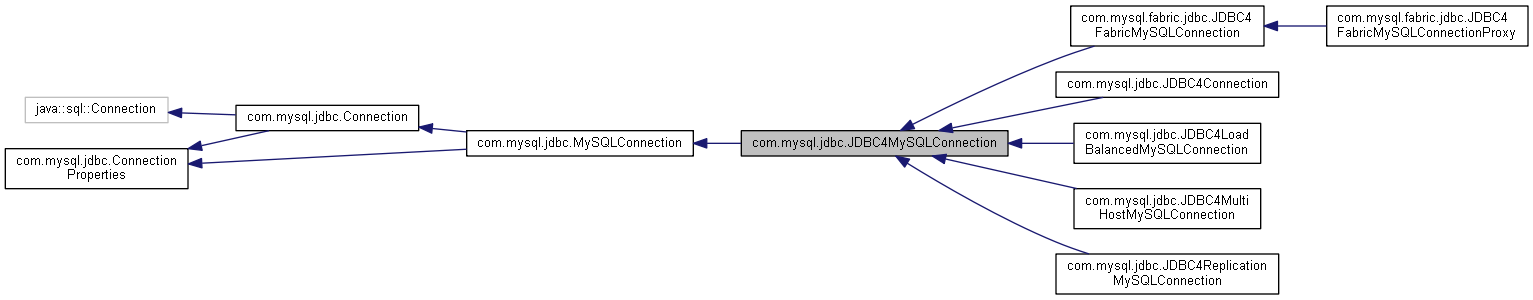 java::sql::Connection
com.mysql.jdbc.Connection
Properties
com.mysql.jdbc.Connection
com.mysql.jdbc.MySQLConnection
com.mysql.jdbc.JDBC4MySQLConnection
com.mysql.fabric.jdbc.JDBC4
FabricMySQLConnection
com.mysql.fabric.jdbc.JDBC4
FabricMySQLConnectionProxy
com.mysql.jdbc.JDBC4Connection
com.mysql.jdbc.JDBC4Load
BalancedMySQLConnection
com.mysql.jdbc.JDBC4Multi
HostMySQLConnection
com.mysql.jdbc.JDBC4Replication
MySQLConnection